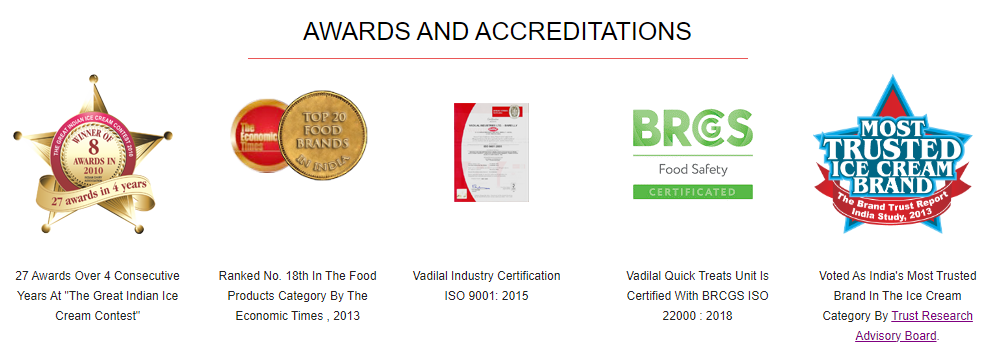 AWARDS AND ACCREDITATIONS
THE GREAT INDIAN ICE CREAM CONTEST 2010
WINNER OF
8
AWARDS IN
2010
27 awards in 4 years
The
Economic
Times
TOP 20
FOOD
BRANDS
IN INDIA
BRCGS
Food Safety
CERTIFICATED
MOST
TRUSTED
ICE CREAM
BRAND
The Brand Trust Report
India Study, 2013
27 Awards Over 4 Consecutive
Years At "The Great Indian Ice
Cream Contest"
Ranked No. 18th In The Food
Products Category By The
Economic Times , 2013
Vadilal Industry Certification
ISO 9001: 2015
Vadilal Quick Treats Unit Is
Certified With BRCGS ISO
22000 : 2018
Voted As India's Most Trusted
Brand In The Ice Cream
Category By Trust Research
Advisory Board.